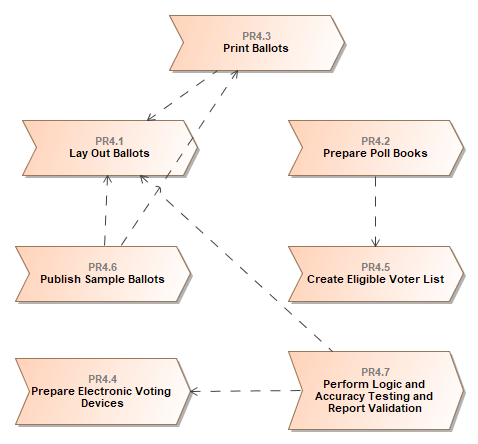 PR4.3
Print Ballots
PR4.1
Lay Out Ballots
PR4.2
Prepare Poll Books
PR4.6
Publish Sample Ballots
PR4.5
Create Eligible Voter List
PR4.4
Prepare Electronic Voting
Devices
PR4.7
Perform Logic and
Accuracy Testing and
Report Validation